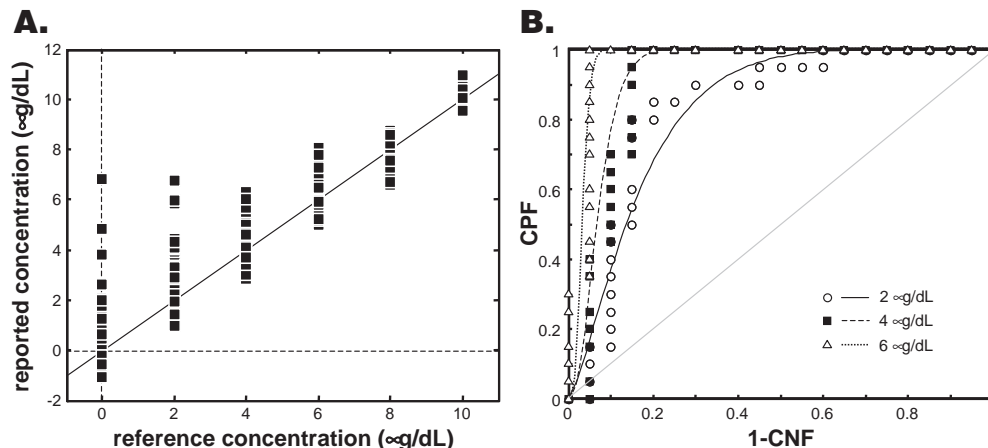 A.
12
10
8
6
4
2
0
-2
0 2 4 6 8 10
reported concentration (∝g/dL)
reference concentration (∝g/dL)
B.
1
0.8
0.6
0.4
0.2
0
0 0.2 0.4 0.6 0.8
CPF
1-CNF
2 ∝g/dL
4 ∝g/dL
6 ∝g/dL